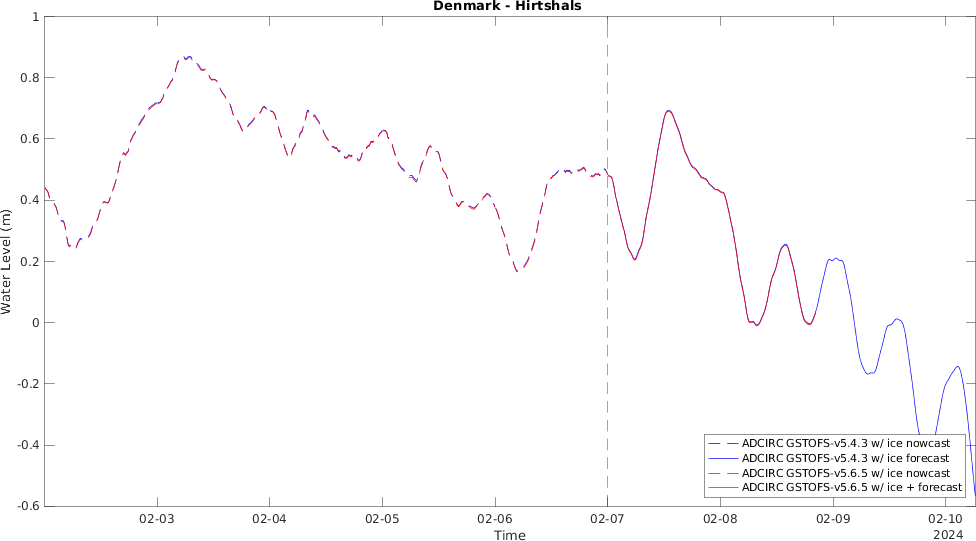 Denmark - Hirtshals
1
0.8
0.6
0.4
0.2
0
-0.2
-0.4
-0.6
Water Level (m)
ADCIRC GSTOFS-v5.4.3 w/ ice nowcast
ADCIRC GSTOFS-v5.4.3 w/ ice forecast
ADCIRC GSTOFS-v5.6.5 w/ ice nowcast
ADCIRC GSTOFS-v5.6.5 w/ ice + forecast
02-03 02-04 02-05 02-06 02-07 02-08 02-09 02-10
Time 2024